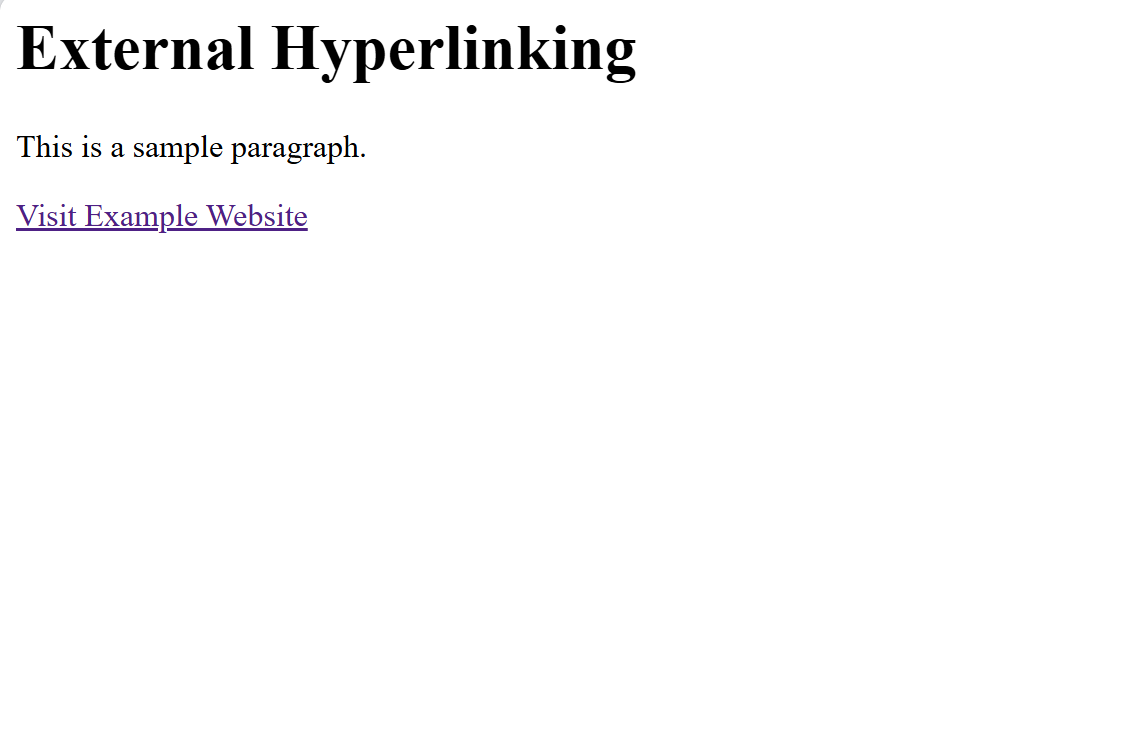 External Hyperlinking
This is a sample paragraph.
Visit Example Website